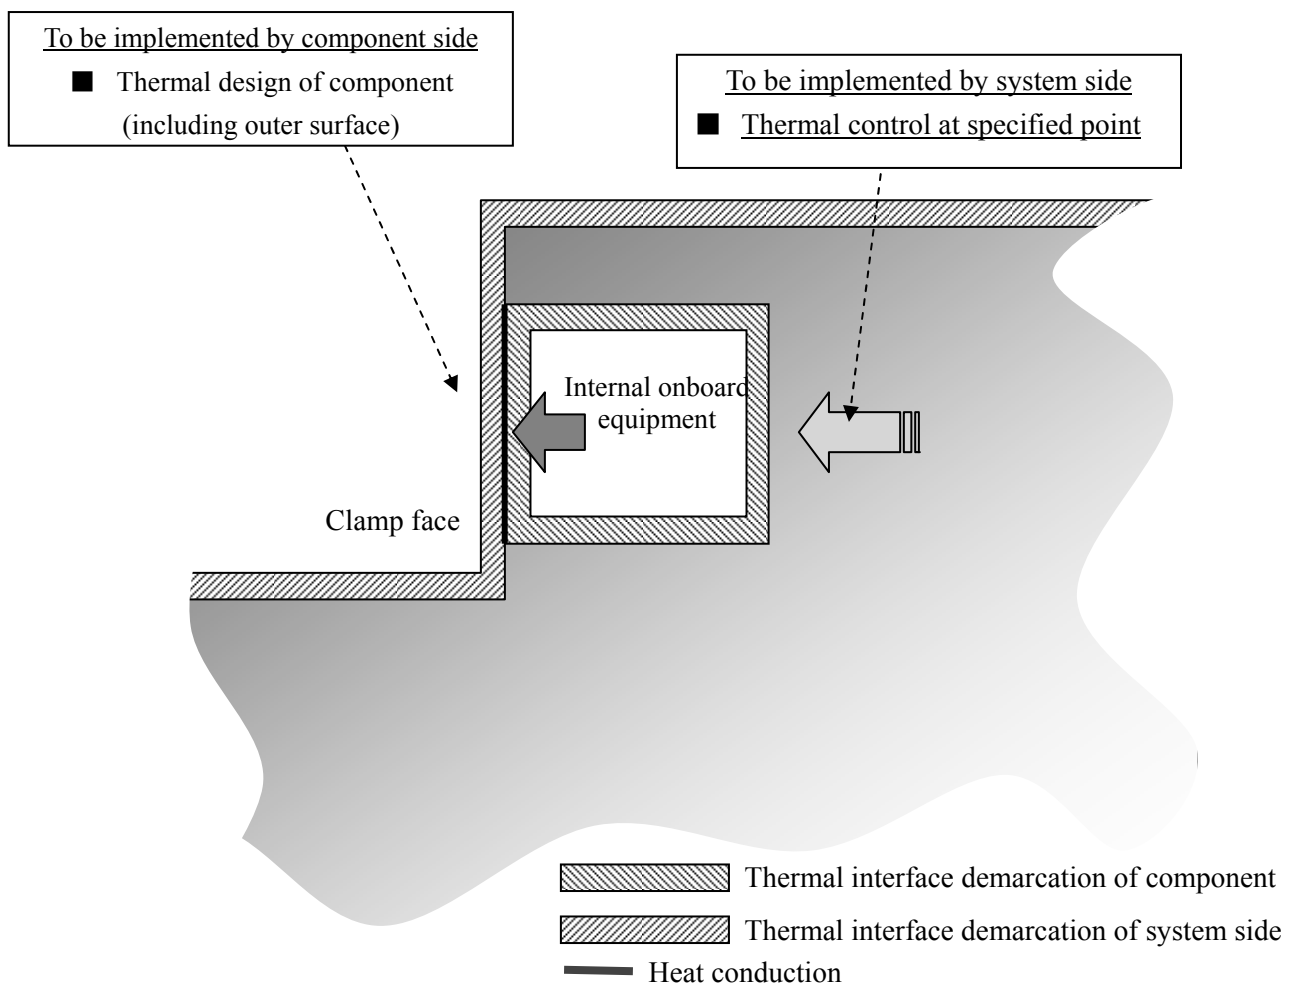 To be implemented by component side
■ Thermal design of component
(including outer surface)
To be implemented by system side
■ Thermal control at specified point
Internal onboard
equipment
Clamp face
Thermal interface demarcation of component
Thermal interface demarcation of system side
Heat conduction